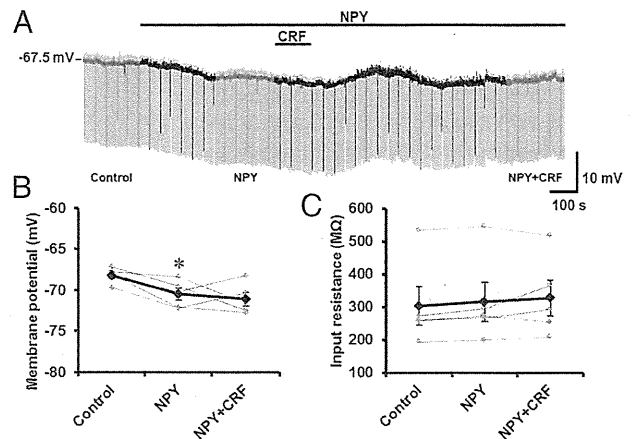 A
NPY
CRF
-67.5 mV
Control
NPY
NPY+CRF
10 mV
100 s
B
Membrane potential (mV)
-60
-65
-70
-75
-80
*
Control
NPY
NPY+CRF
C
Input resistance (MΩ)
600
500
400
300
200
100
Control
NPY
NPY+CRF